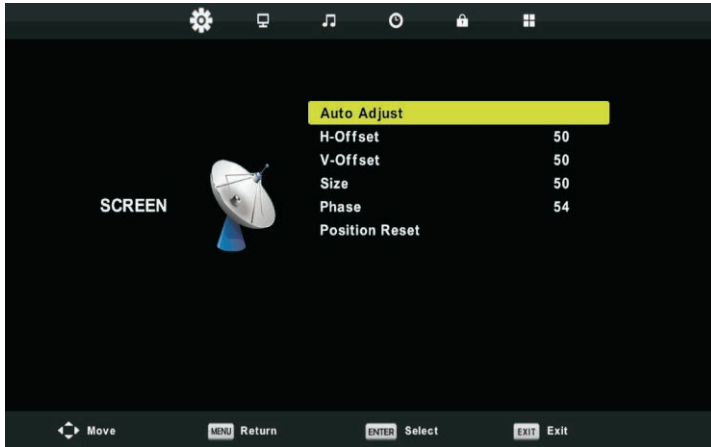 Auto Adjust
H-Offset 50
V-Offset 50
Size 50
SCREEN
Phase 54
Position Reset
Move MENU Return ENTER Select EXIT Exit